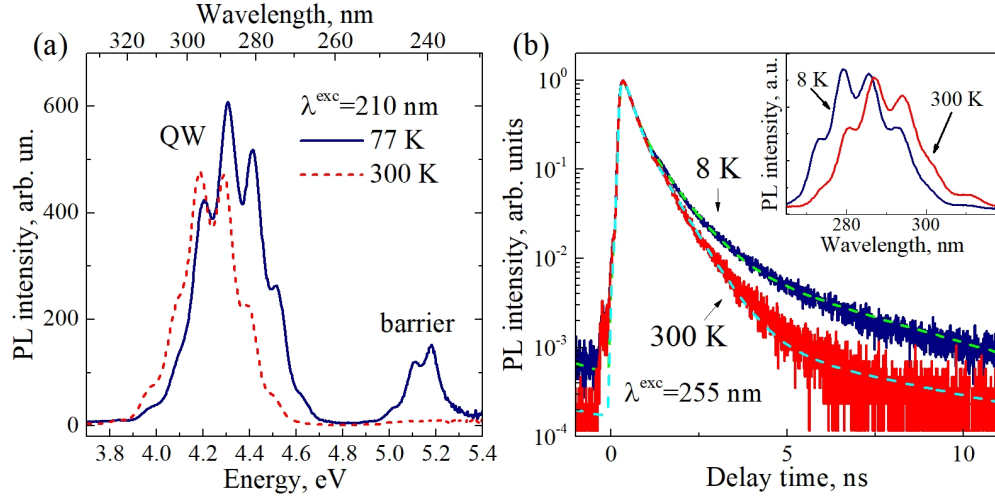 Wavelength, nm
(a)
320 300 280 260 240
600
400
200
0
PL intensity, arb. un.
QW
λexc=210 nm
77 K
300 K
barrier
3.8 4.0 4.2 4.4 4.6 4.8 5.0 5.2 5.4
Energy, eV
(b)
10^0
10^-1
10^-2
10^-3
10^-4
PL intensity, arb. units
8 K
300 K
λexc=255 nm
0 5 10
Delay time, ns
PL intensity, a.u.
8 K
300 K
280 300
Wavelength, nm